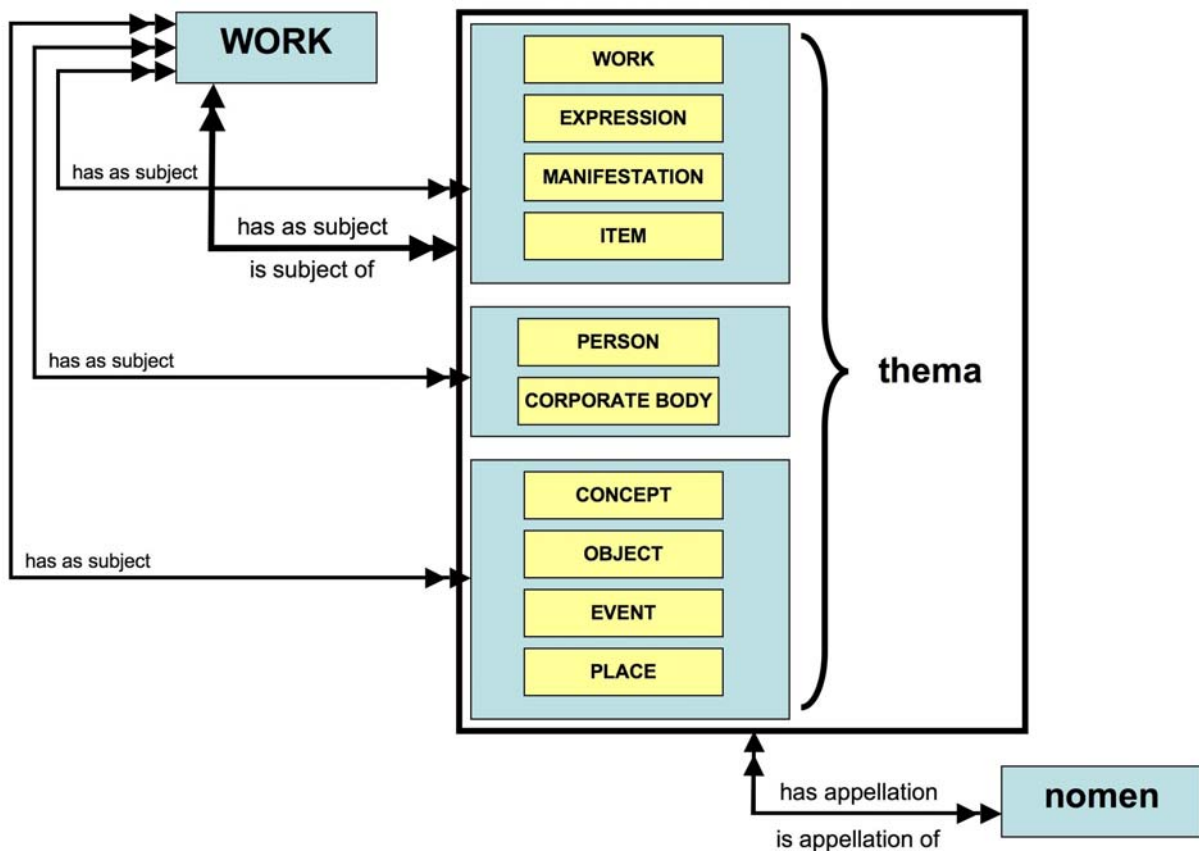 WORK
WORK
EXPRESSION
MANIFESTATION
ITEM
has as subject
has as subject
is subject of
PERSON
CORPORATE BODY
has as subject
thema
CONCEPT
OBJECT
EVENT
PLACE
has as subject
has appellation
is appellation of
nomen